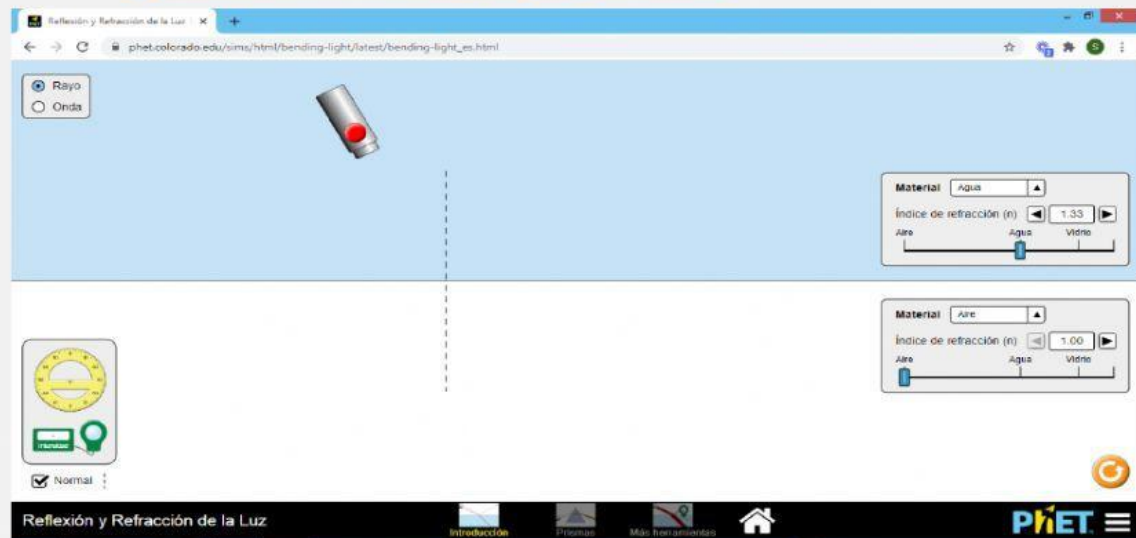 Reflexión y Refracción de la Luz
phet.colorado.edu/sims/html/bending-light/latest/bending-light_es.html
S
Rayo
Onda
Material Agua
Índice de refracción (n) 1.33
Aire Agua Vidrio
Material Aire
Índice de refracción (n) 1.00
Aire Agua Vidrio
Normal
Reflexión y Refracción de la Luz
Introducción
Prismas
Más herramientas
PhET